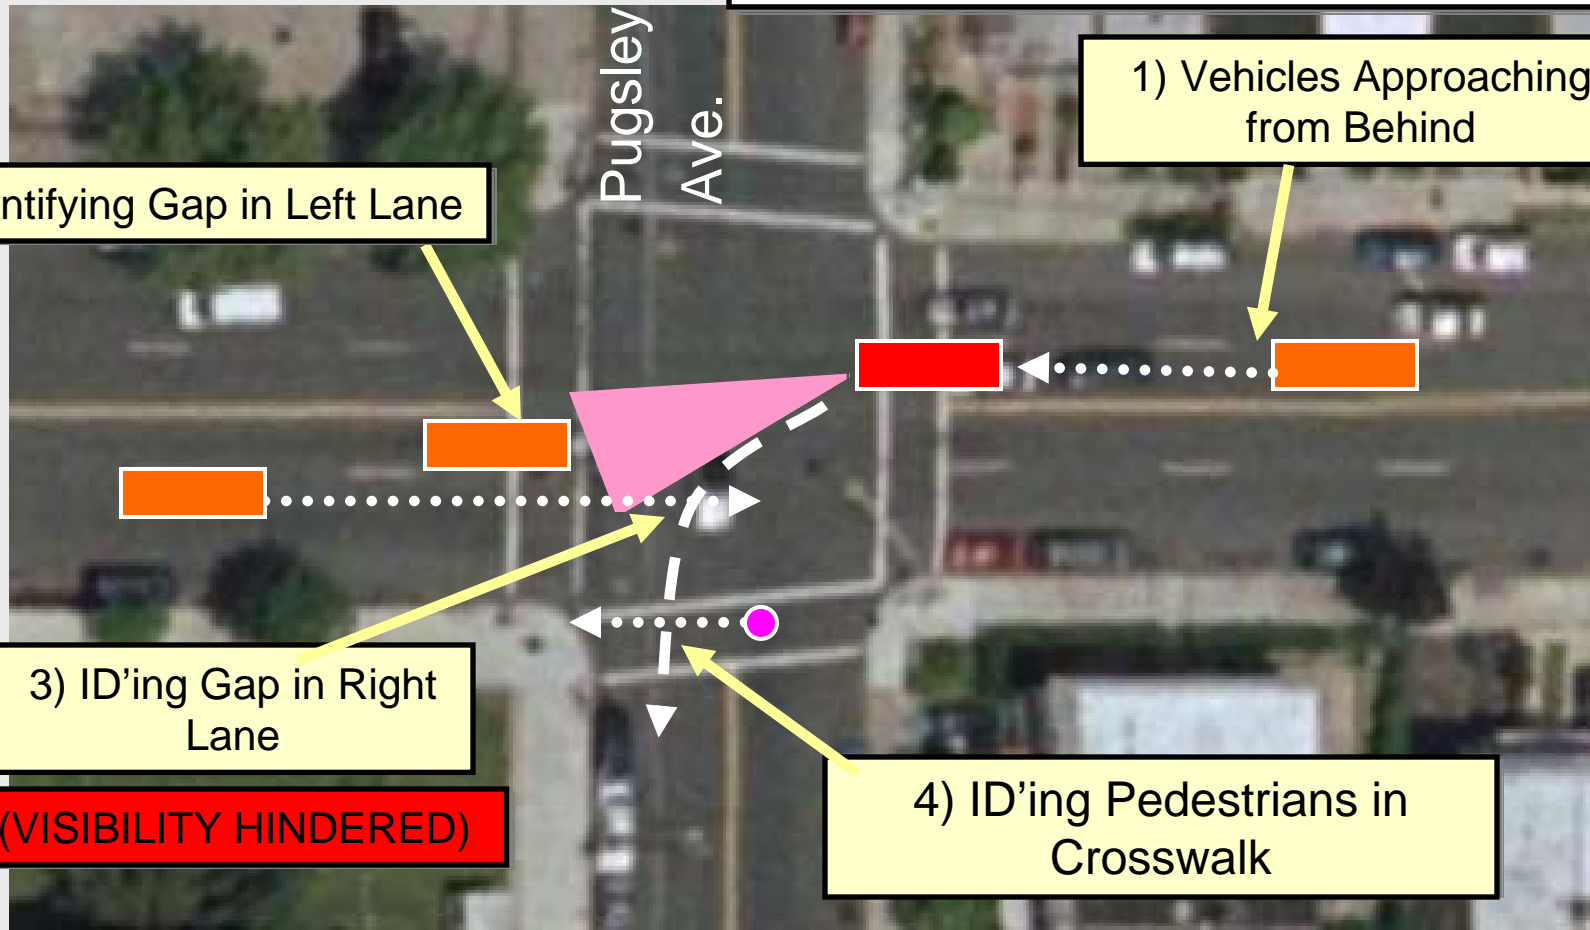 Pugsley
Ave.
1) Vehicles Approaching
from Behind
Gap in Left Lane
3) ID’ing Gap in Right
Lane
(VISIBILITY HINDERED)
4) ID’ing Pedestrians in
Crosswalk